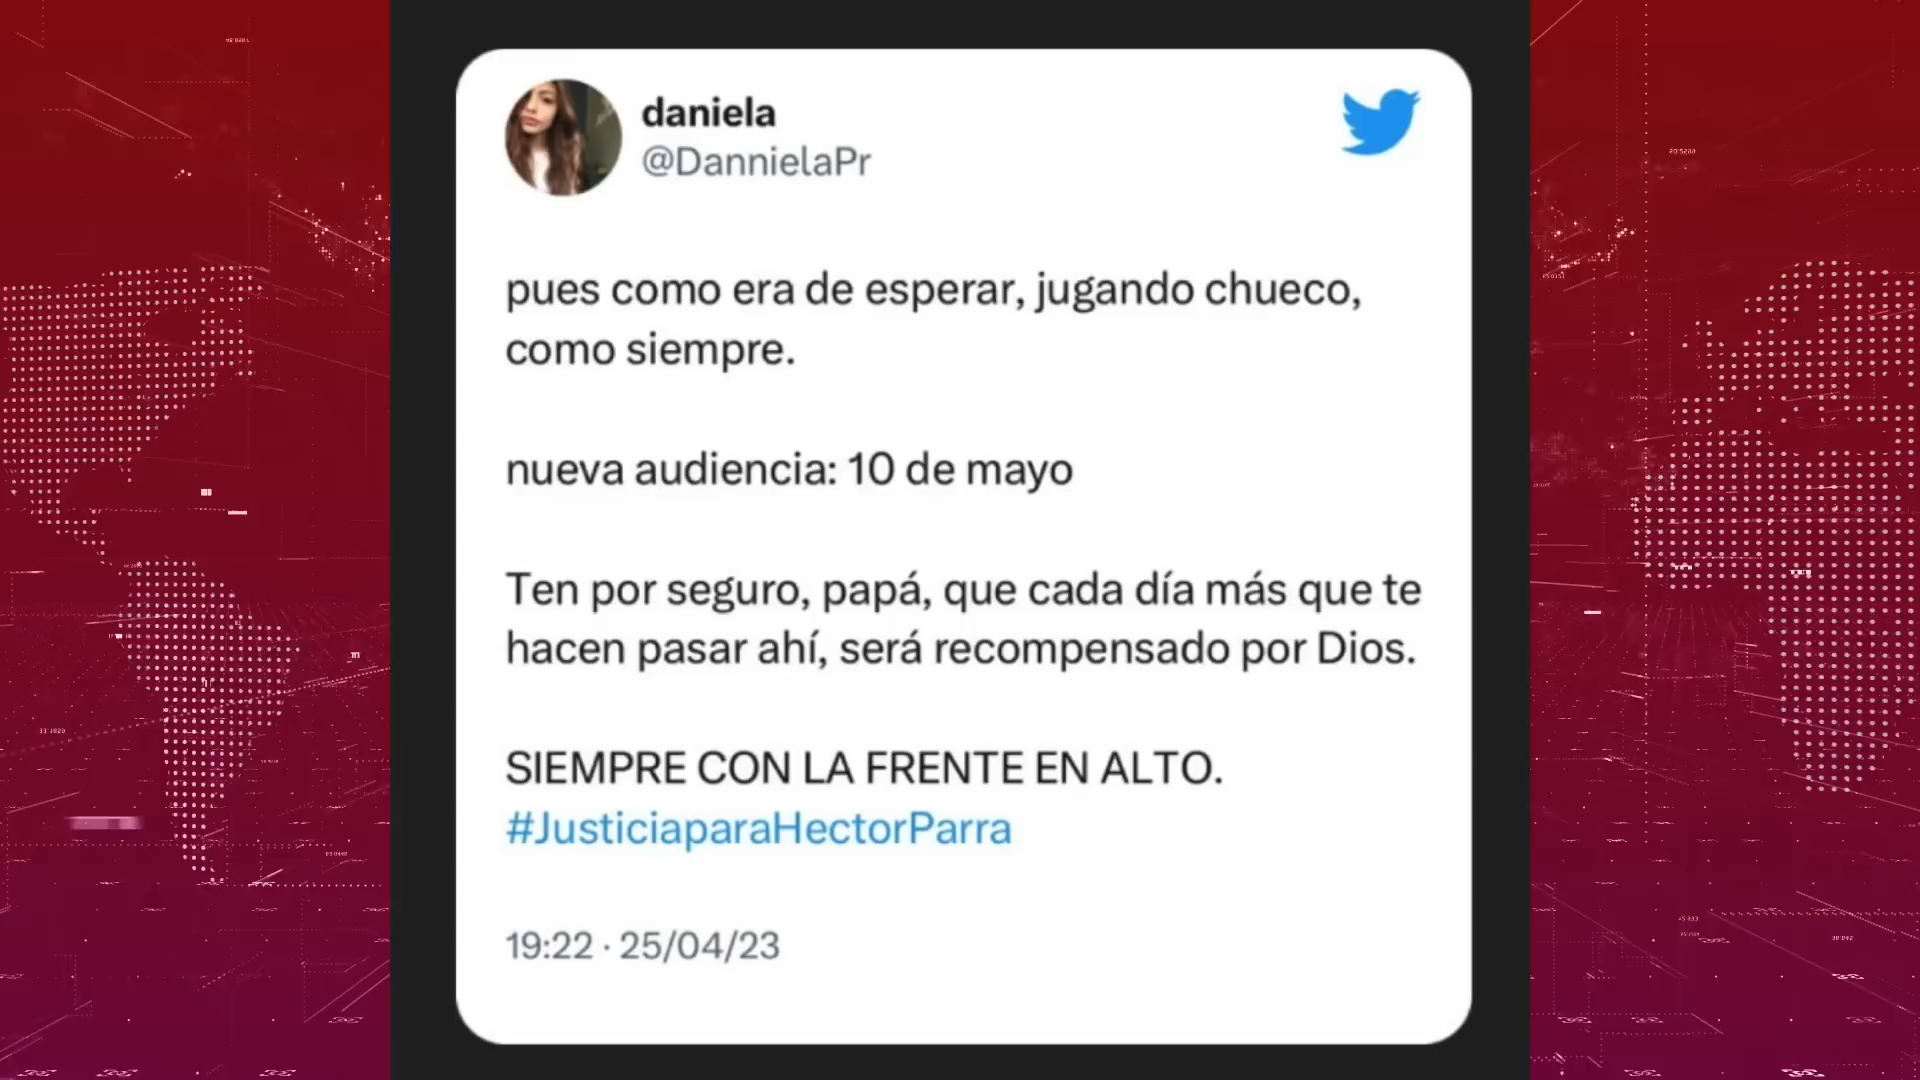 daniela
@DannielaPr
pues como era de esperar, jugando chueco,
como siempre.
nueva audiencia: 10 de mayo
Ten por seguro, papá, que cada día más que te
hacen pasar ahí, será recompensado por Dios.
SIEMPRE CON LA FRENTE EN ALTO.
#JusticiaparaHectorParra
19:22 · 25/04/23